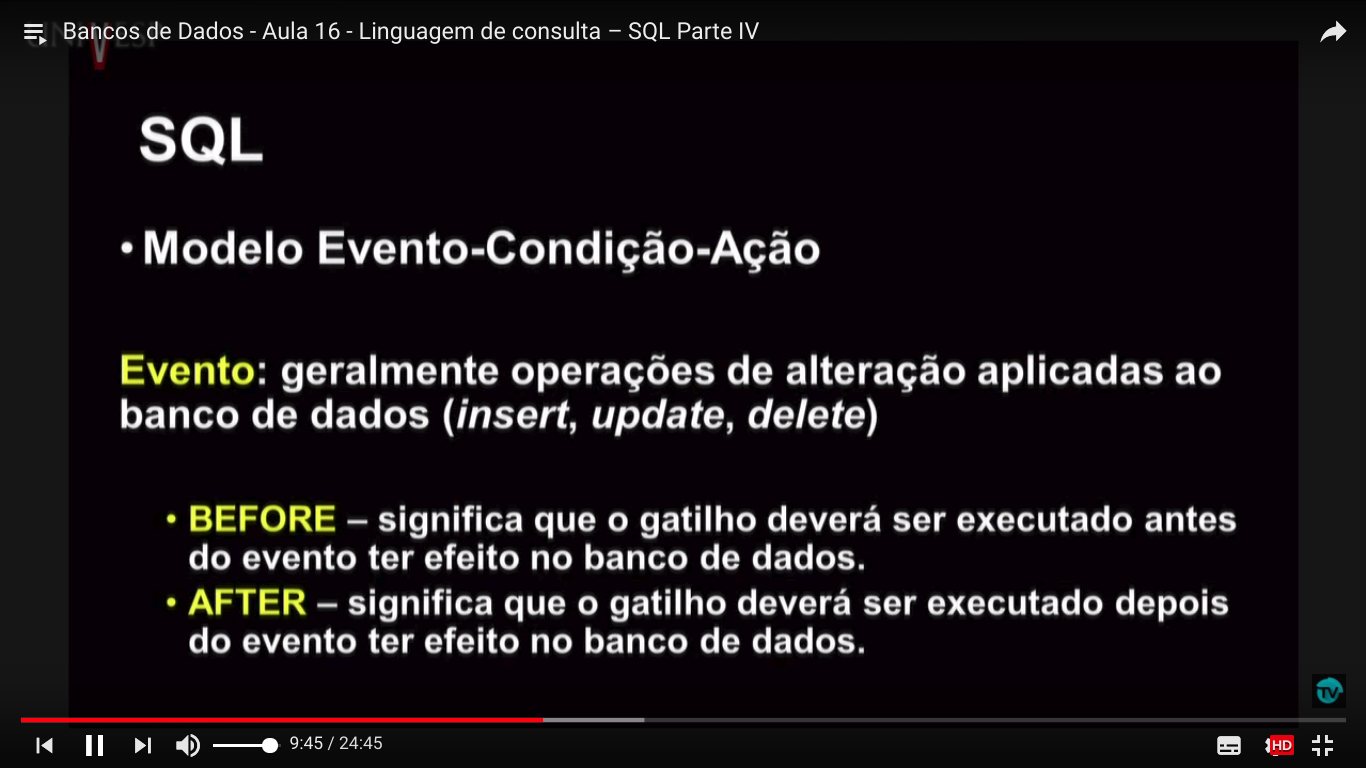 Bancos de Dados - Aula 16 - Linguagem de consulta – SQL Parte IV
SQL
• Modelo Evento-Condição-Ação
Evento: geralmente operações de alteração aplicadas ao
banco de dados (insert, update, delete)
• BEFORE – significa que o gatilho deverá ser executado antes
do evento ter efeito no banco de dados.
• AFTER – significa que o gatilho deverá ser executado depois
do evento ter efeito no banco de dados.
TV
9:45 / 24:45
HD